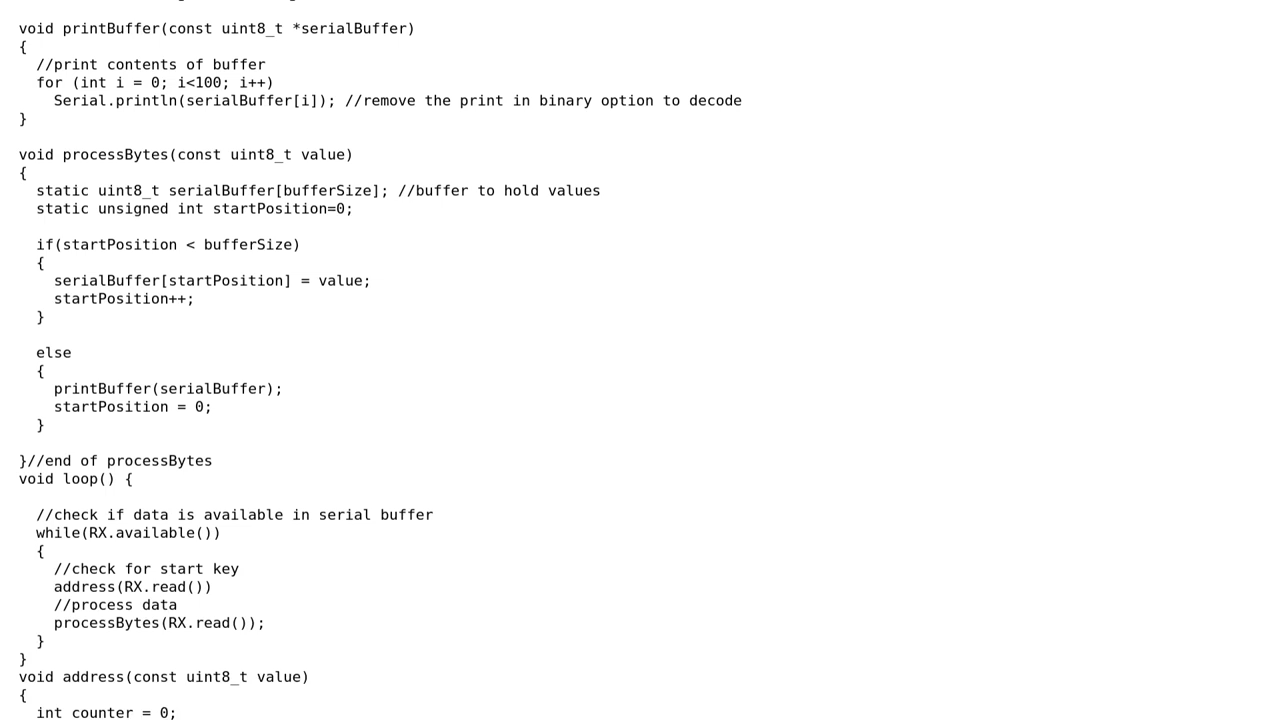 void printBuffer(const uint8_t *serialBuffer)
{
  //print contents of buffer
  for (int i = 0; i<100; i++)
    Serial.println(serialBuffer[i]); //remove the print in binary option to decode
}

void processBytes(const uint8_t value)
{
  static uint8_t serialBuffer[bufferSize]; //buffer to hold values
  static unsigned int startPosition=0;

  if(startPosition < bufferSize)
  {
    serialBuffer[startPosition] = value;
    startPosition++;
  }

  else
  {
    printBuffer(serialBuffer);
    startPosition = 0;
  }

}//end of processBytes
void loop() {

  //check if data is available in serial buffer
  while(RX.available())
  {
    //check for start key
    address(RX.read())
    //process data
    processBytes(RX.read());
  }
}
void address(const uint8_t value)
{
  int counter = 0;